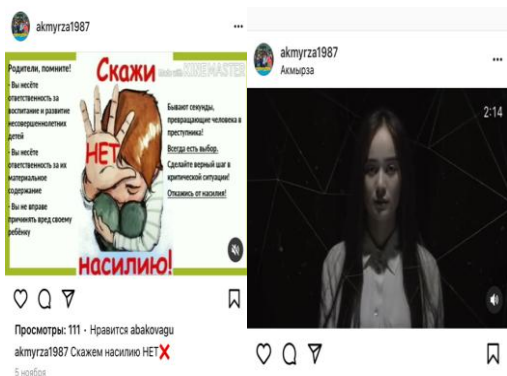 akmyrza1987
Родители, помните!
- Вы несёте
ответственность за
воспитание и развитие
несовершеннолетних
детей
- Вы несёте
ответственность за их
материальное
содержание
- Вы не вправе
причинять вред своему
ребёнку
Скажи
Made with KINEMASTER
НЕТ
насилию!
Бывают секунды,
превращающие человека в
преступника!
Всегда есть выбор.
Сделайте верный шаг в
критической ситуации!
Откажись от насилия!
Просмотры: 111 · Нравится abakovagu
akmyrza1987 Скажем насилию НЕТ❌
5 ноября
akmyrza1987
Акмырза
2:14